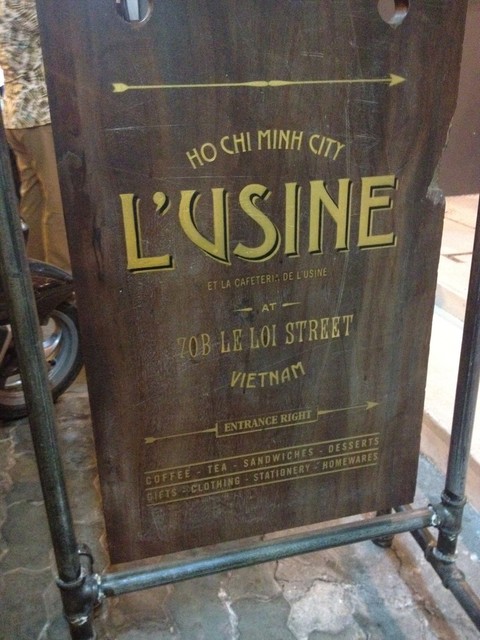 HO CHI MINH CITY
L'USINE
ET LA CAFETERIA DE L'USINE
AT
70B LE LOI STREET
VIETNAM
ENTRANCE RIGHT
COFFEE - TEA - SANDWICHES - DESSERTS
GIFTS - CLOTHING - STATIONERY - HOMEWARES